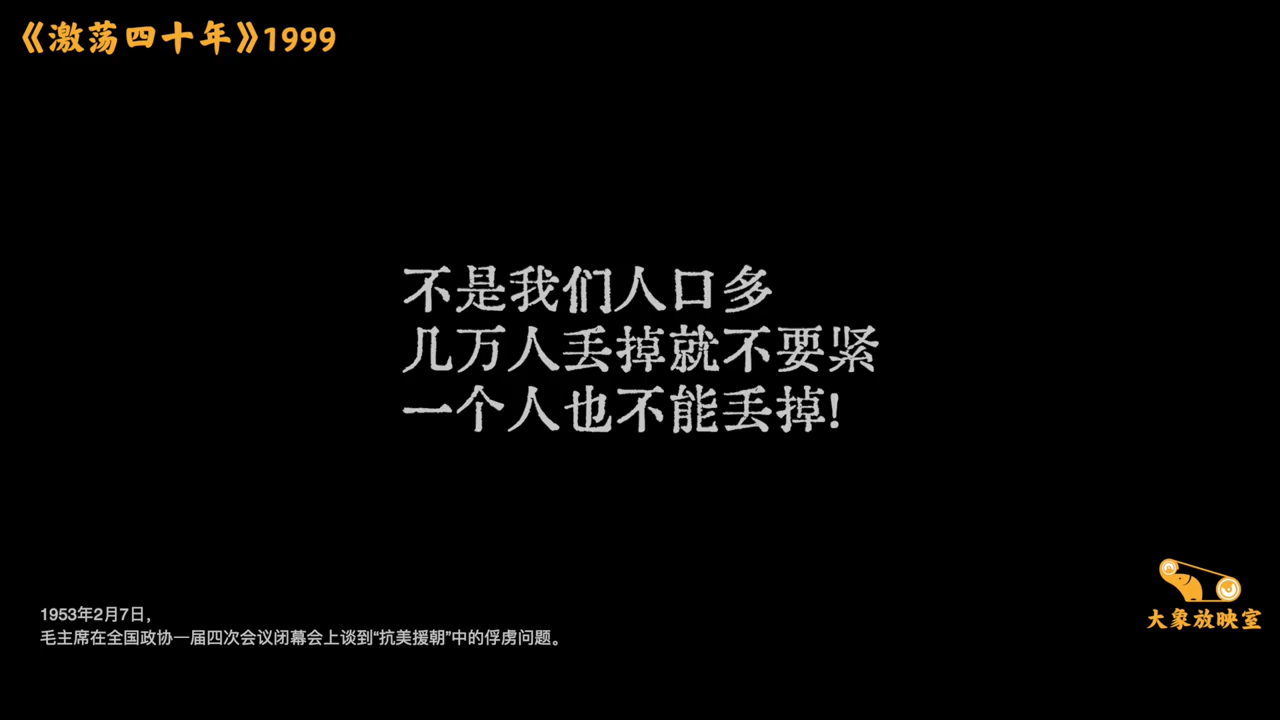 《激荡四十年》1999
不是我们人口多
几万人丢掉就不要紧
一个人也不能丢掉!
1953年2月7日，
毛主席在全国政协一届四次会议闭幕会上谈到“抗美援朝”中的俘虏问题。
大象放映室